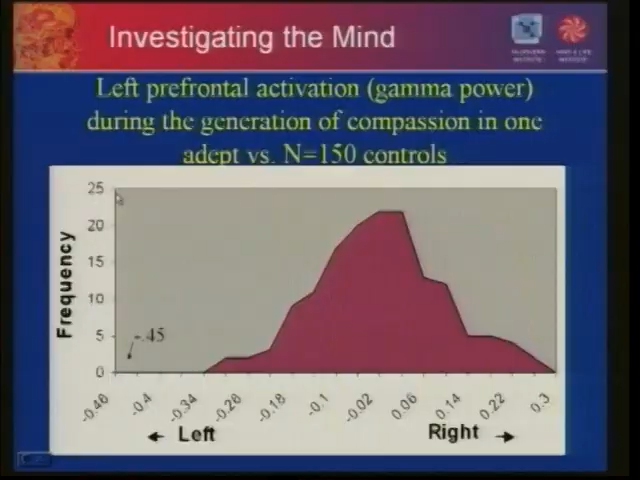 Investigating the Mind
Left prefrontal activation (gamma power)
during the generation of compassion in one
adept vs. N=150 controls
25
20
15
10
5
0
Frequency
-.45
-0.46
-0.4
-0.34
-0.26
-0.18
-0.1
-0.02
0.06
0.14
0.22
0.3
← Left
Right →